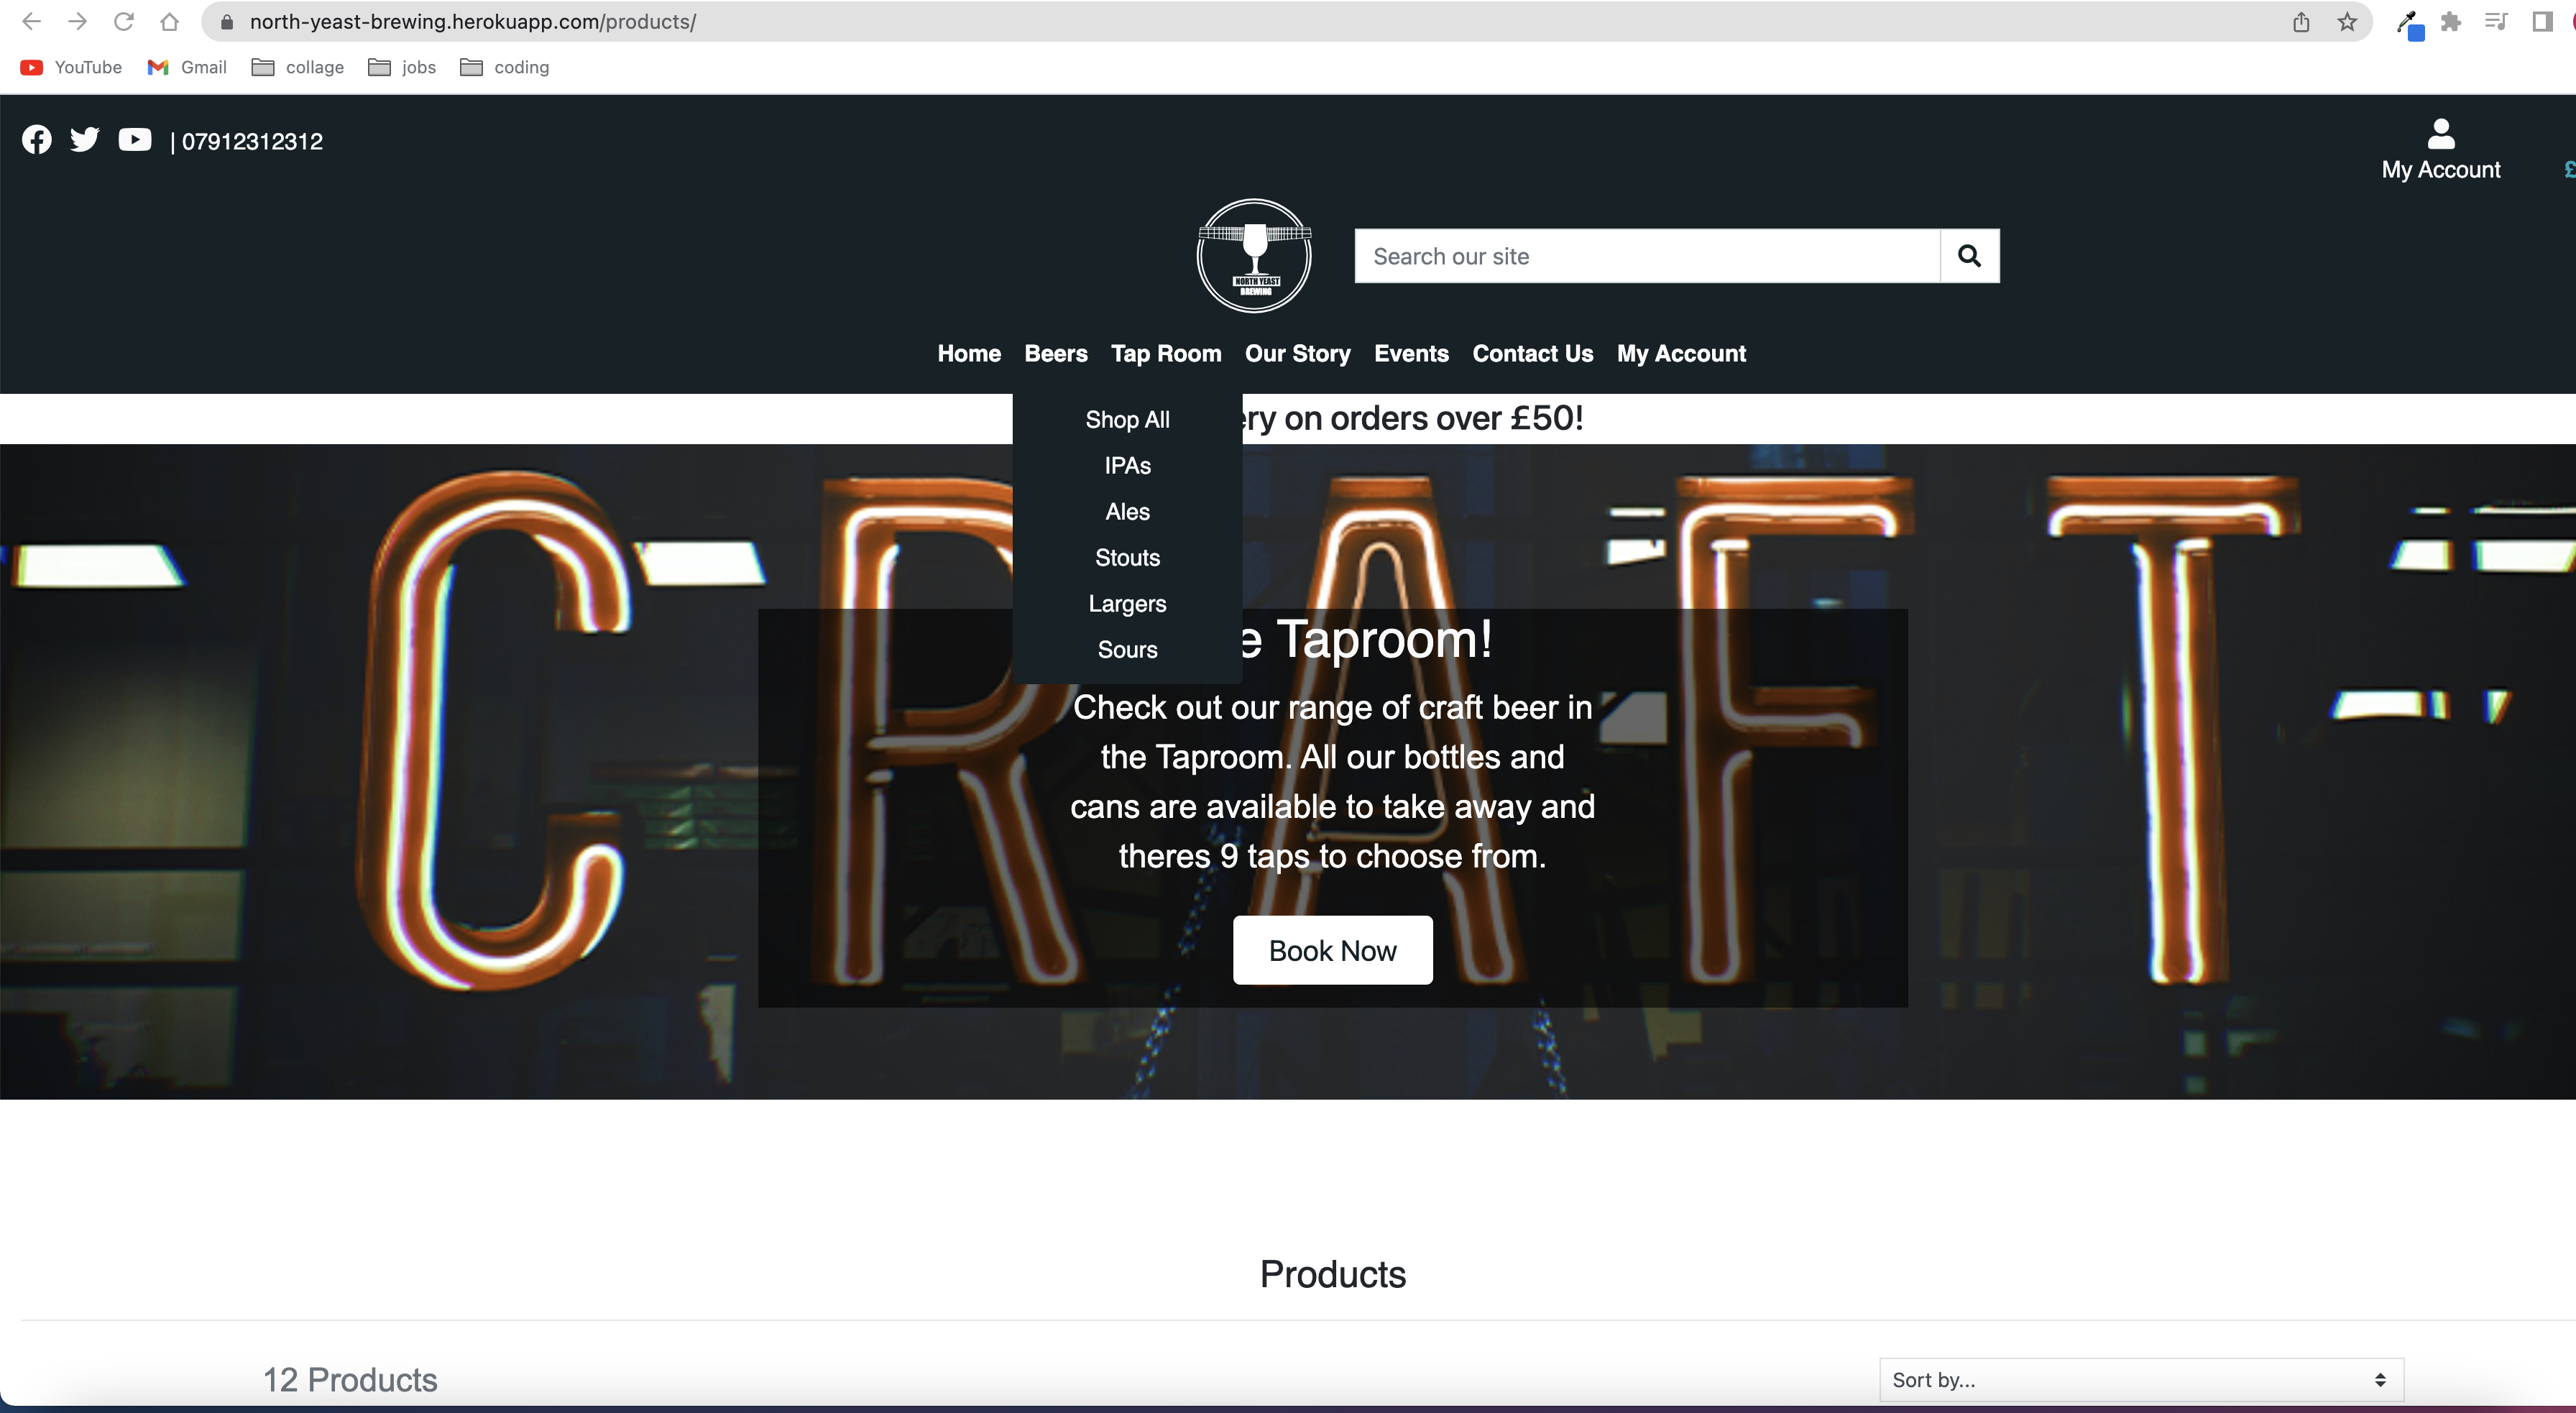 north-yeast-brewing.herokuapp.com/products/
YouTube Gmail collage jobs coding
| 07912312312
My Account
£
NORTH YEAST
BREWING
Search our site
Home Beers Tap Room Our Story Events Contact Us My Account
Shop All
IPAs
Ales
Stouts
Largers
Sours
ery on orders over £50!
CRAFT
e Taproom!
Check out our range of craft beer in
the Taproom. All our bottles and
cans are available to take away and
theres 9 taps to choose from.
Book Now
Products
12 Products
Sort by...